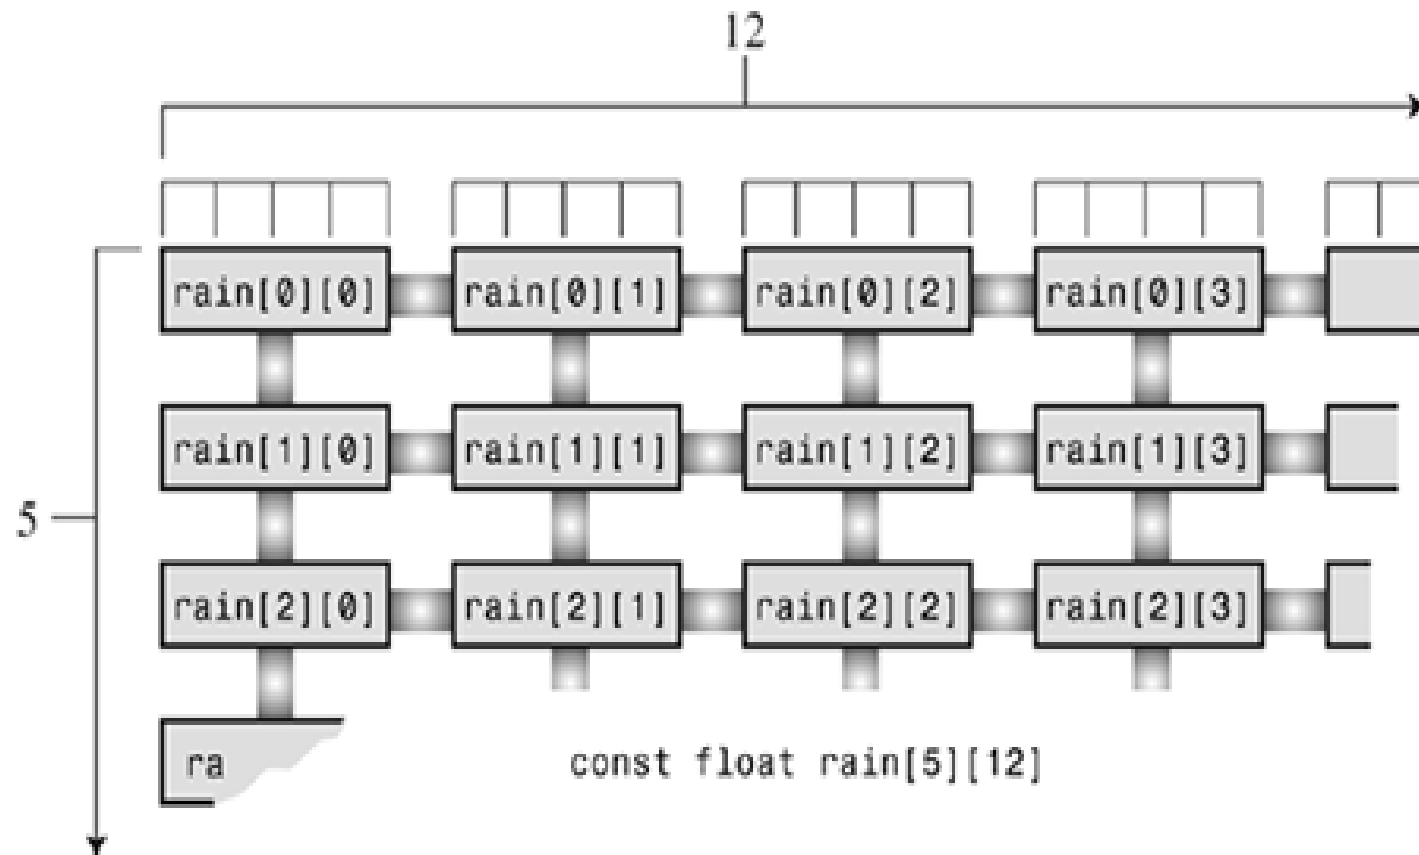 12
rain[0][0] rain[0][1] rain[0][2] rain[0][3]
rain[1][0] rain[1][1] rain[1][2] rain[1][3]
5
rain[2][0] rain[2][1] rain[2][2] rain[2][3]
ra
const float rain[5][12]